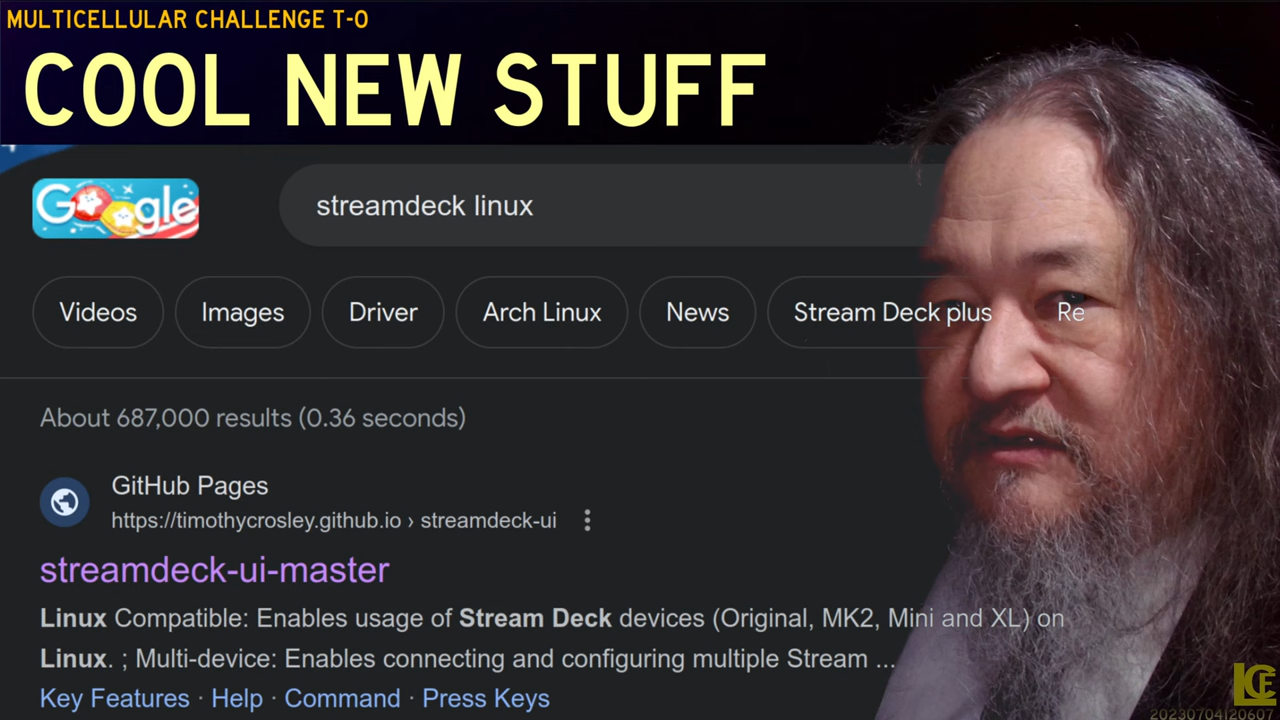 MULTICELLULAR CHALLENGE T-0
COOL NEW STUFF
Google
streamdeck linux
Videos
Images
Driver
Arch Linux
News
Stream Deck plus
Re
About 687,000 results (0.36 seconds)
GitHub Pages
https://timothycrosley.github.io › streamdeck-ui
streamdeck-ui-master
Linux Compatible: Enables usage of Stream Deck devices (Original, MK2, Mini and XL) on
Linux. ; Multi-device: Enables connecting and configuring multiple Stream ...
Key Features · Help · Command · Press Keys
20230704120607